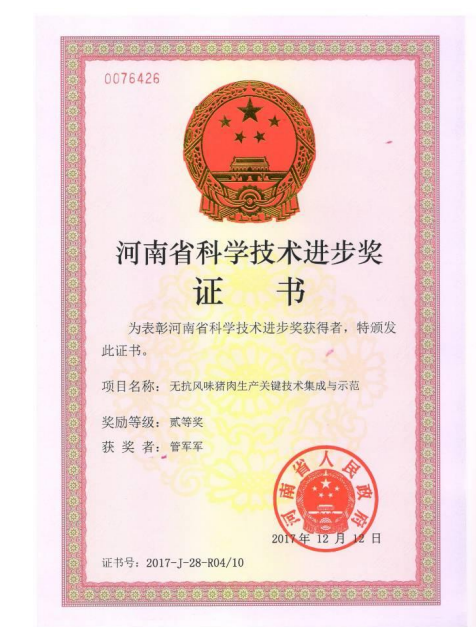 0076426
河南省科学技术进步奖
证 书
为表彰河南省科学技术进步奖获得者，特颁发
此证书。
项目名称：无抗风味猪肉生产关键技术集成与示范
奖励等级：贰等奖
获 奖 者：管军军
河南省人民政府
2017年 12 月 12 日
证书号：2017-J-28-R04/10